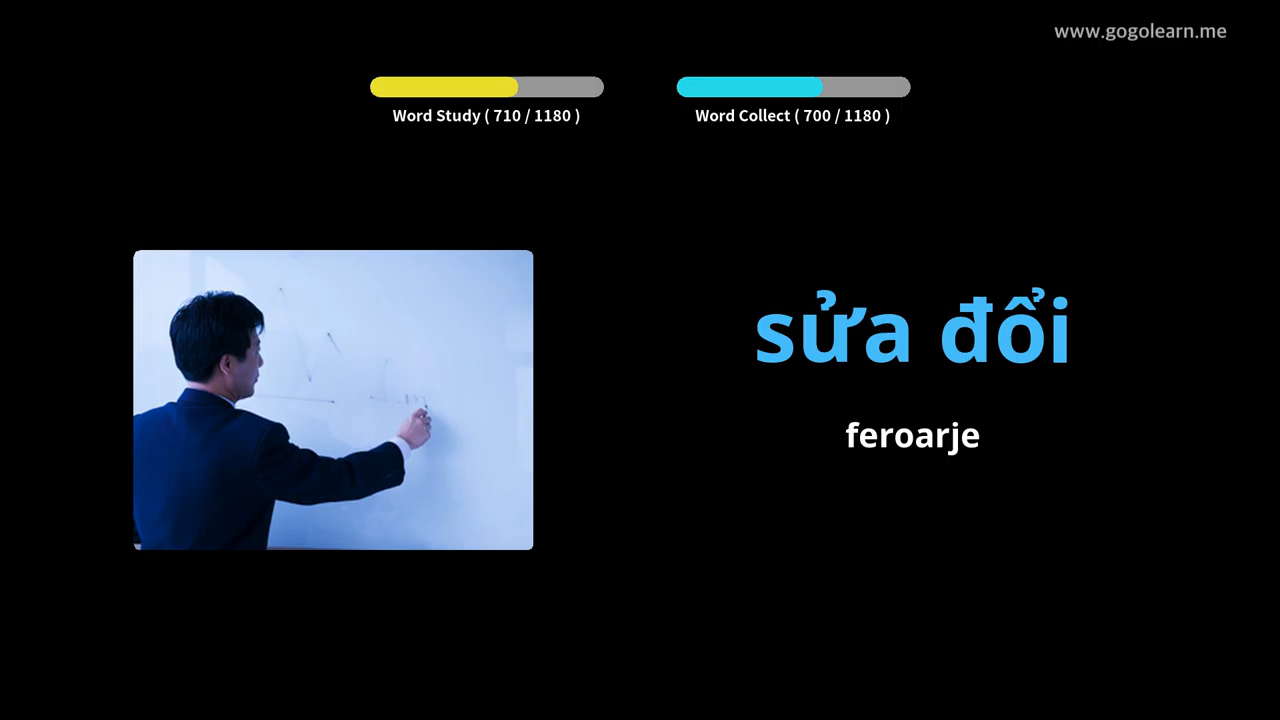 www.gogolearn.me
Word Study ( 710 / 1180 )
Word Collect ( 700 / 1180 )
sửa đổi
feroarje